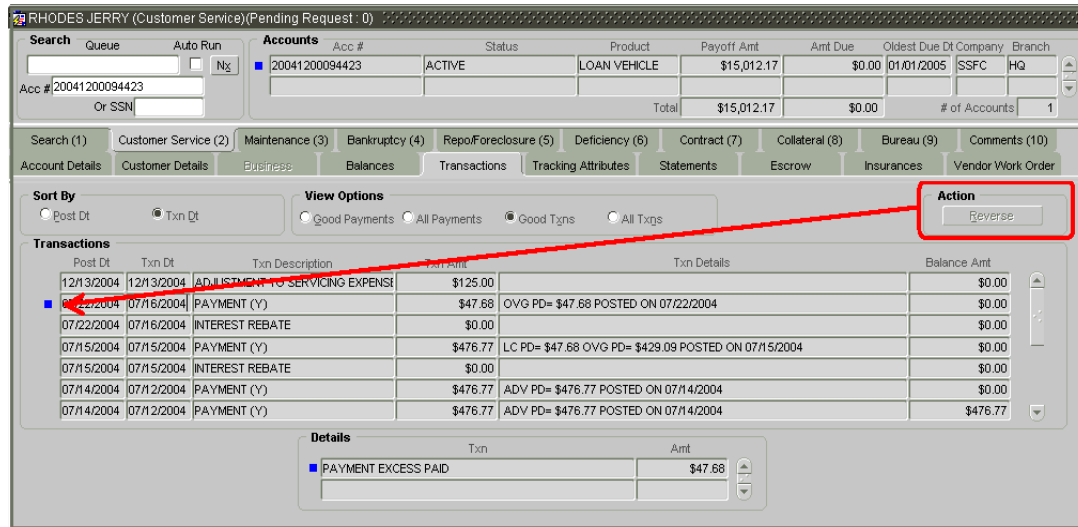 RHODES JERRY (Customer Service)(Pending Request : 0)
Search Queue Auto Run Accounts Acc # Status Product Payoff Amt Amt Due Oldest Due Dt Company Branch
Nx 20041200094423 ACTIVE LOAN VEHICLE $15,012.17 $0.00 01/01/2005 SSFC HQ
Acc # 20041200094423
Or SSN Total $15,012.17 $0.00 # of Accounts 1
Search (1) Customer Service (2) Maintenance (3) Bankruptcy (4) Repo/Foreclosure (5) Deficiency (6) Contract (7) Collateral (8) Bureau (9) Comments (10)
Account Details Customer Details Business Balances Transactions Tracking Attributes Statements Escrow Insurances Vendor Work Order
Sort By View Options Action
Post Dt Txn Dt Good Payments All Payments Good Txns All Txns Reverse
Transactions
Post Dt Txn Dt Txn Description Txn Amt Txn Details Balance Amt
12/13/2004 12/13/2004 ADJUSTMENT TO SERVICING EXPENSE $125.00 $0.00
07/16/2004 PAYMENT (Y) $47.68 OVG PD= $47.68 POSTED ON 07/22/2004 $0.00
07/22/2004 07/16/2004 INTEREST REBATE $0.00 $0.00
07/15/2004 07/15/2004 PAYMENT (Y) $476.77 LC PD= $47.68 OVG PD= $429.09 POSTED ON 07/15/2004 $0.00
07/15/2004 07/15/2004 INTEREST REBATE $0.00 $0.00
07/14/2004 07/12/2004 PAYMENT (Y) $476.77 ADV PD= $476.77 POSTED ON 07/14/2004 $0.00
07/14/2004 07/12/2004 PAYMENT (Y) $476.77 ADV PD= $476.77 POSTED ON 07/14/2004 $476.77
Details
Txn Amt
PAYMENT EXCESS PAID $47.68